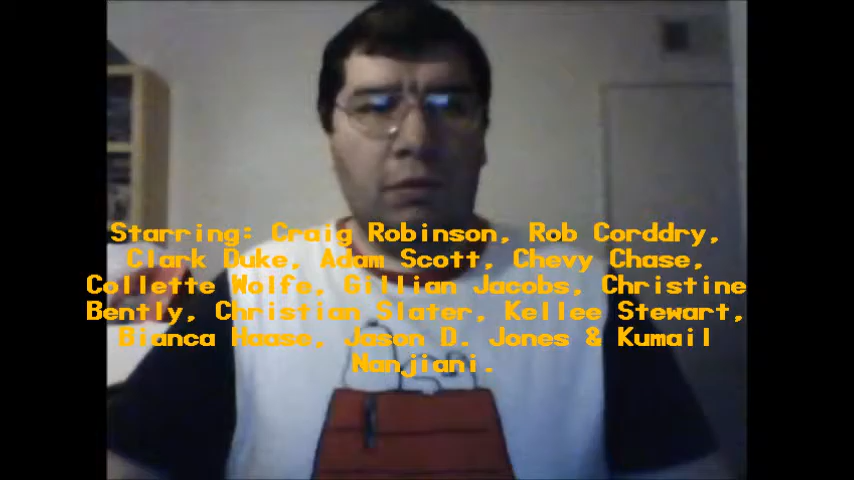 Starring: Craig Robinson, Rob Corddry,
Clark Duke, Adam Scott, Chevy Chase,
Collette Wolfe, Gillian Jacobs, Christine
Bently, Christian Slater, Kellee Stewart,
Bianca Haase, Jason D. Jones & Kumail
Nanjiani.